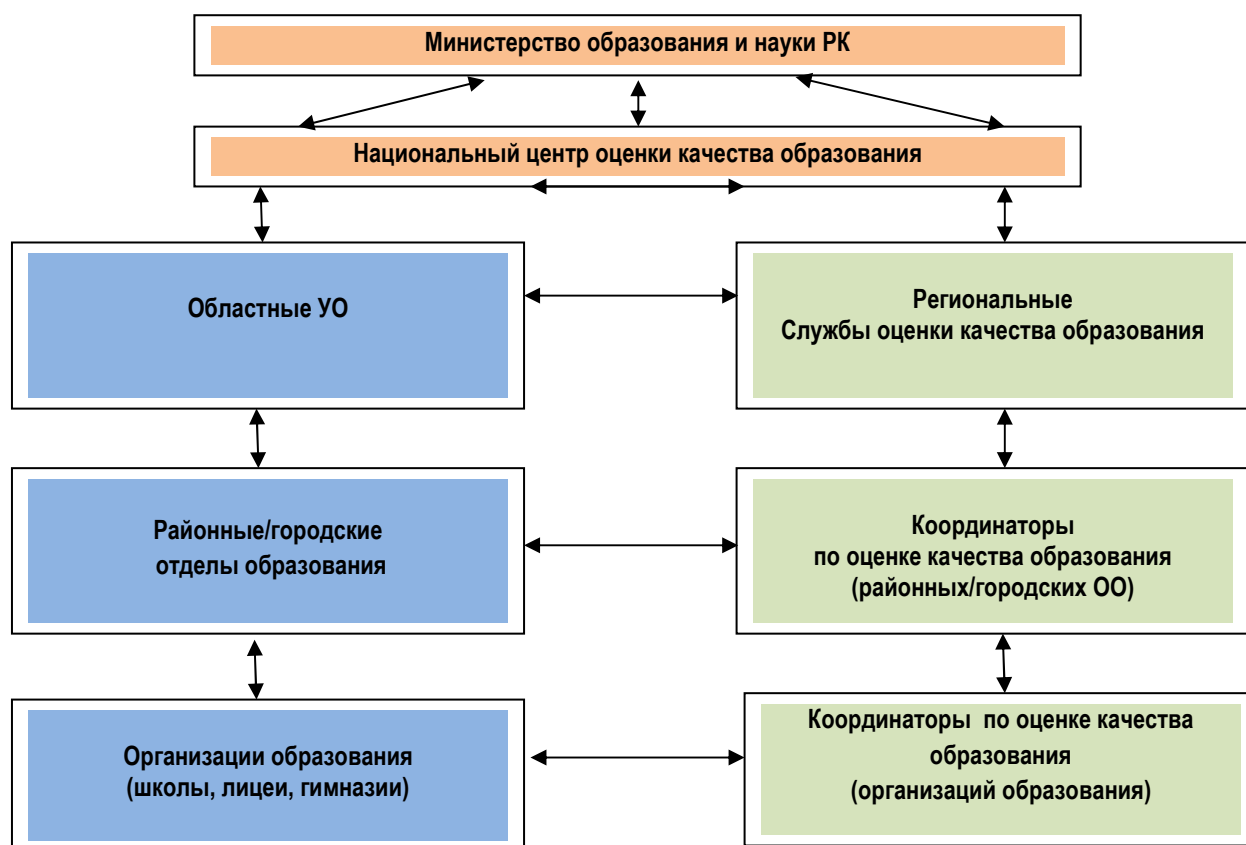 Министерство образования и науки РК
Национальный центр оценки качества образования
Областные УО
Региональные
Службы оценки качества образования
Районные/городские
отделы образования
Координаторы
по оценке качества образования
(районных/городских ОО)
Организации образования
(школы, лицеи, гимназии)
Координаторы по оценке качества
образования
(организаций образования)